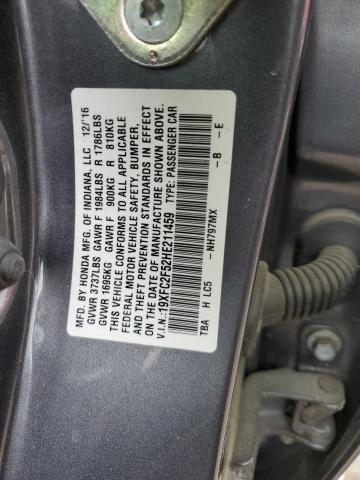 MFD. BY HONDA MFG. OF INDIANA, LLC 12/'16
GVWR 3737LBS GAWR F 1984LBS R 1786LBS
GVWR 1695KG GAWR F 900KG R 810KG
THIS VEHICLE CONFORMS TO ALL APPLICABLE
FEDERAL MOTOR VEHICLE SAFETY, BUMPER,
AND THEFT PREVENTION STANDARDS IN EFFECT
ON THE DATE OF MANUFACTURE SHOWN ABOVE.
V.I.N.:19XFC2F52HE211459 TYPE: PASSENGER CAR
TBA H LC5 - NH797MX - B - E